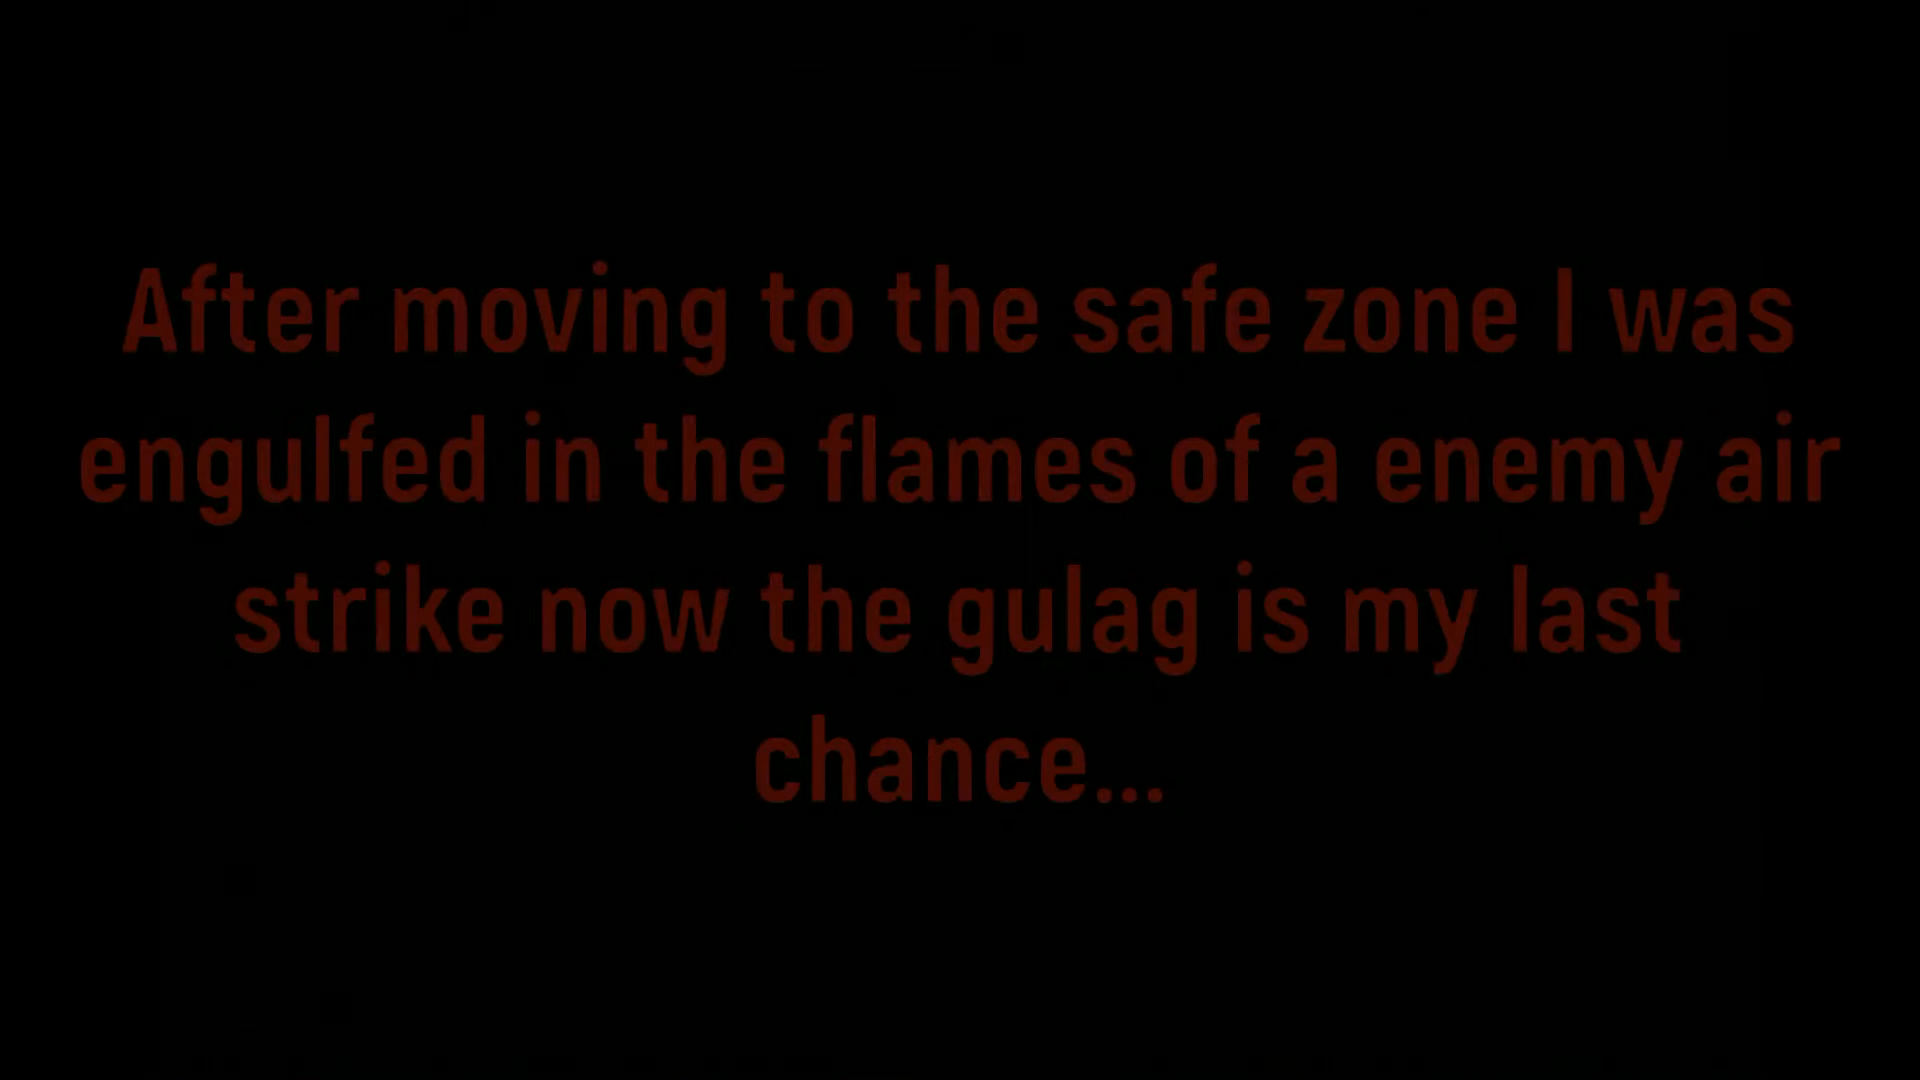 After moving to the safe zone I was
engulfed in the flames of a enemy air
strike now the gulag is my last
chance...